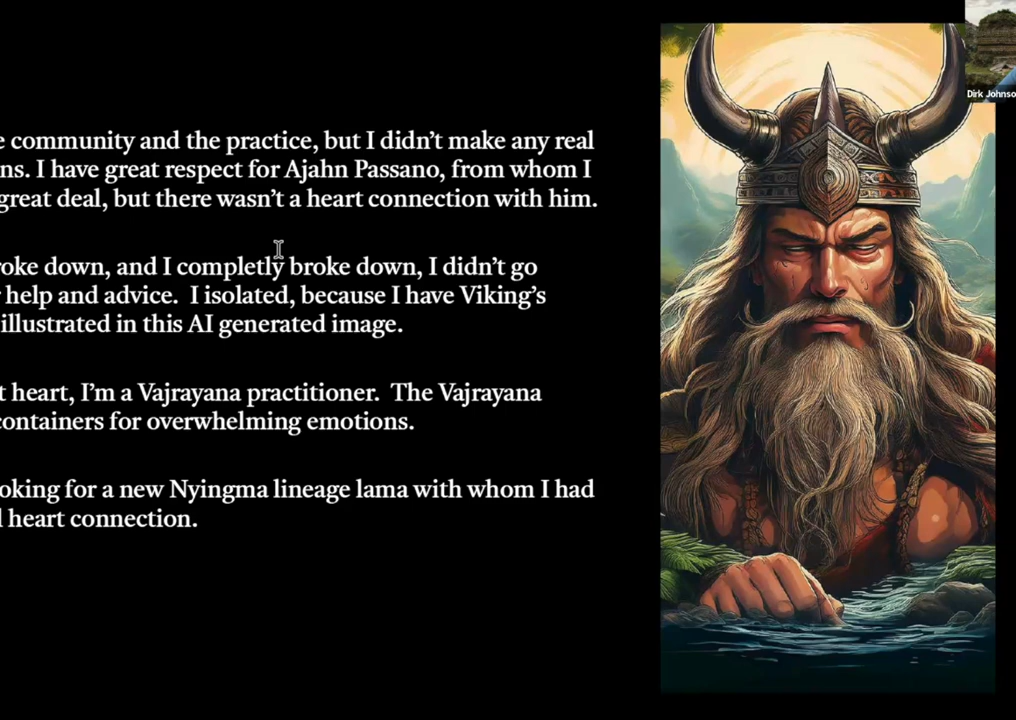 e community and the practice, but I didn't make any real
ns. I have great respect for Ajahn Passano, from whom I
great deal, but there wasn't a heart connection with him.
roke down, and I completly broke down, I didn't go
help and advice.  I isolated, because I have Viking's
illustrated in this AI generated image.
t heart, I'm a Vajrayana practitioner.  The Vajrayana
containers for overwhelming emotions.
oking for a new Nyingma lineage lama with whom I had
l heart connection.
Dirk Johnso